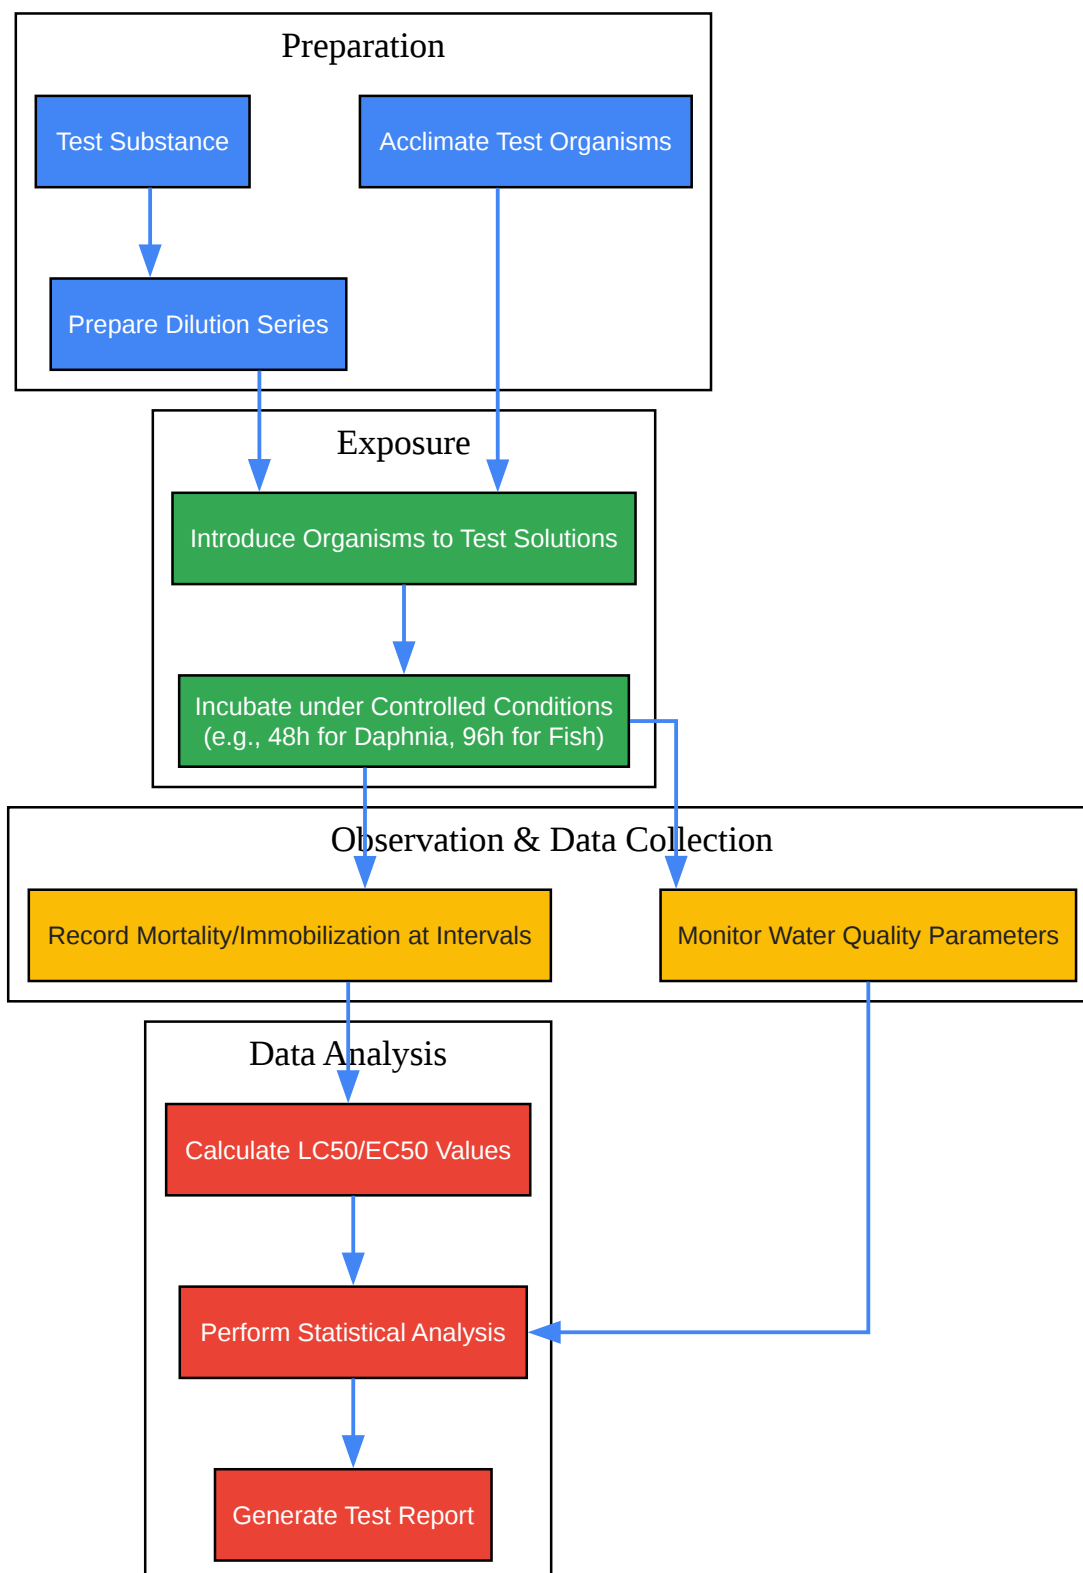 Preparation
Test Substance
Acclimate Test Organisms
Prepare Dilution Series
Exposure
Introduce Organisms to Test Solutions
Incubate under Controlled Conditions
(e.g., 48h for Daphnia, 96h for Fish)
Observation & Data Collection
Record Mortality/Immobilization at Intervals
Monitor Water Quality Parameters
Data Analysis
Calculate LC50/EC50 Values
Perform Statistical Analysis
Generate Test Report